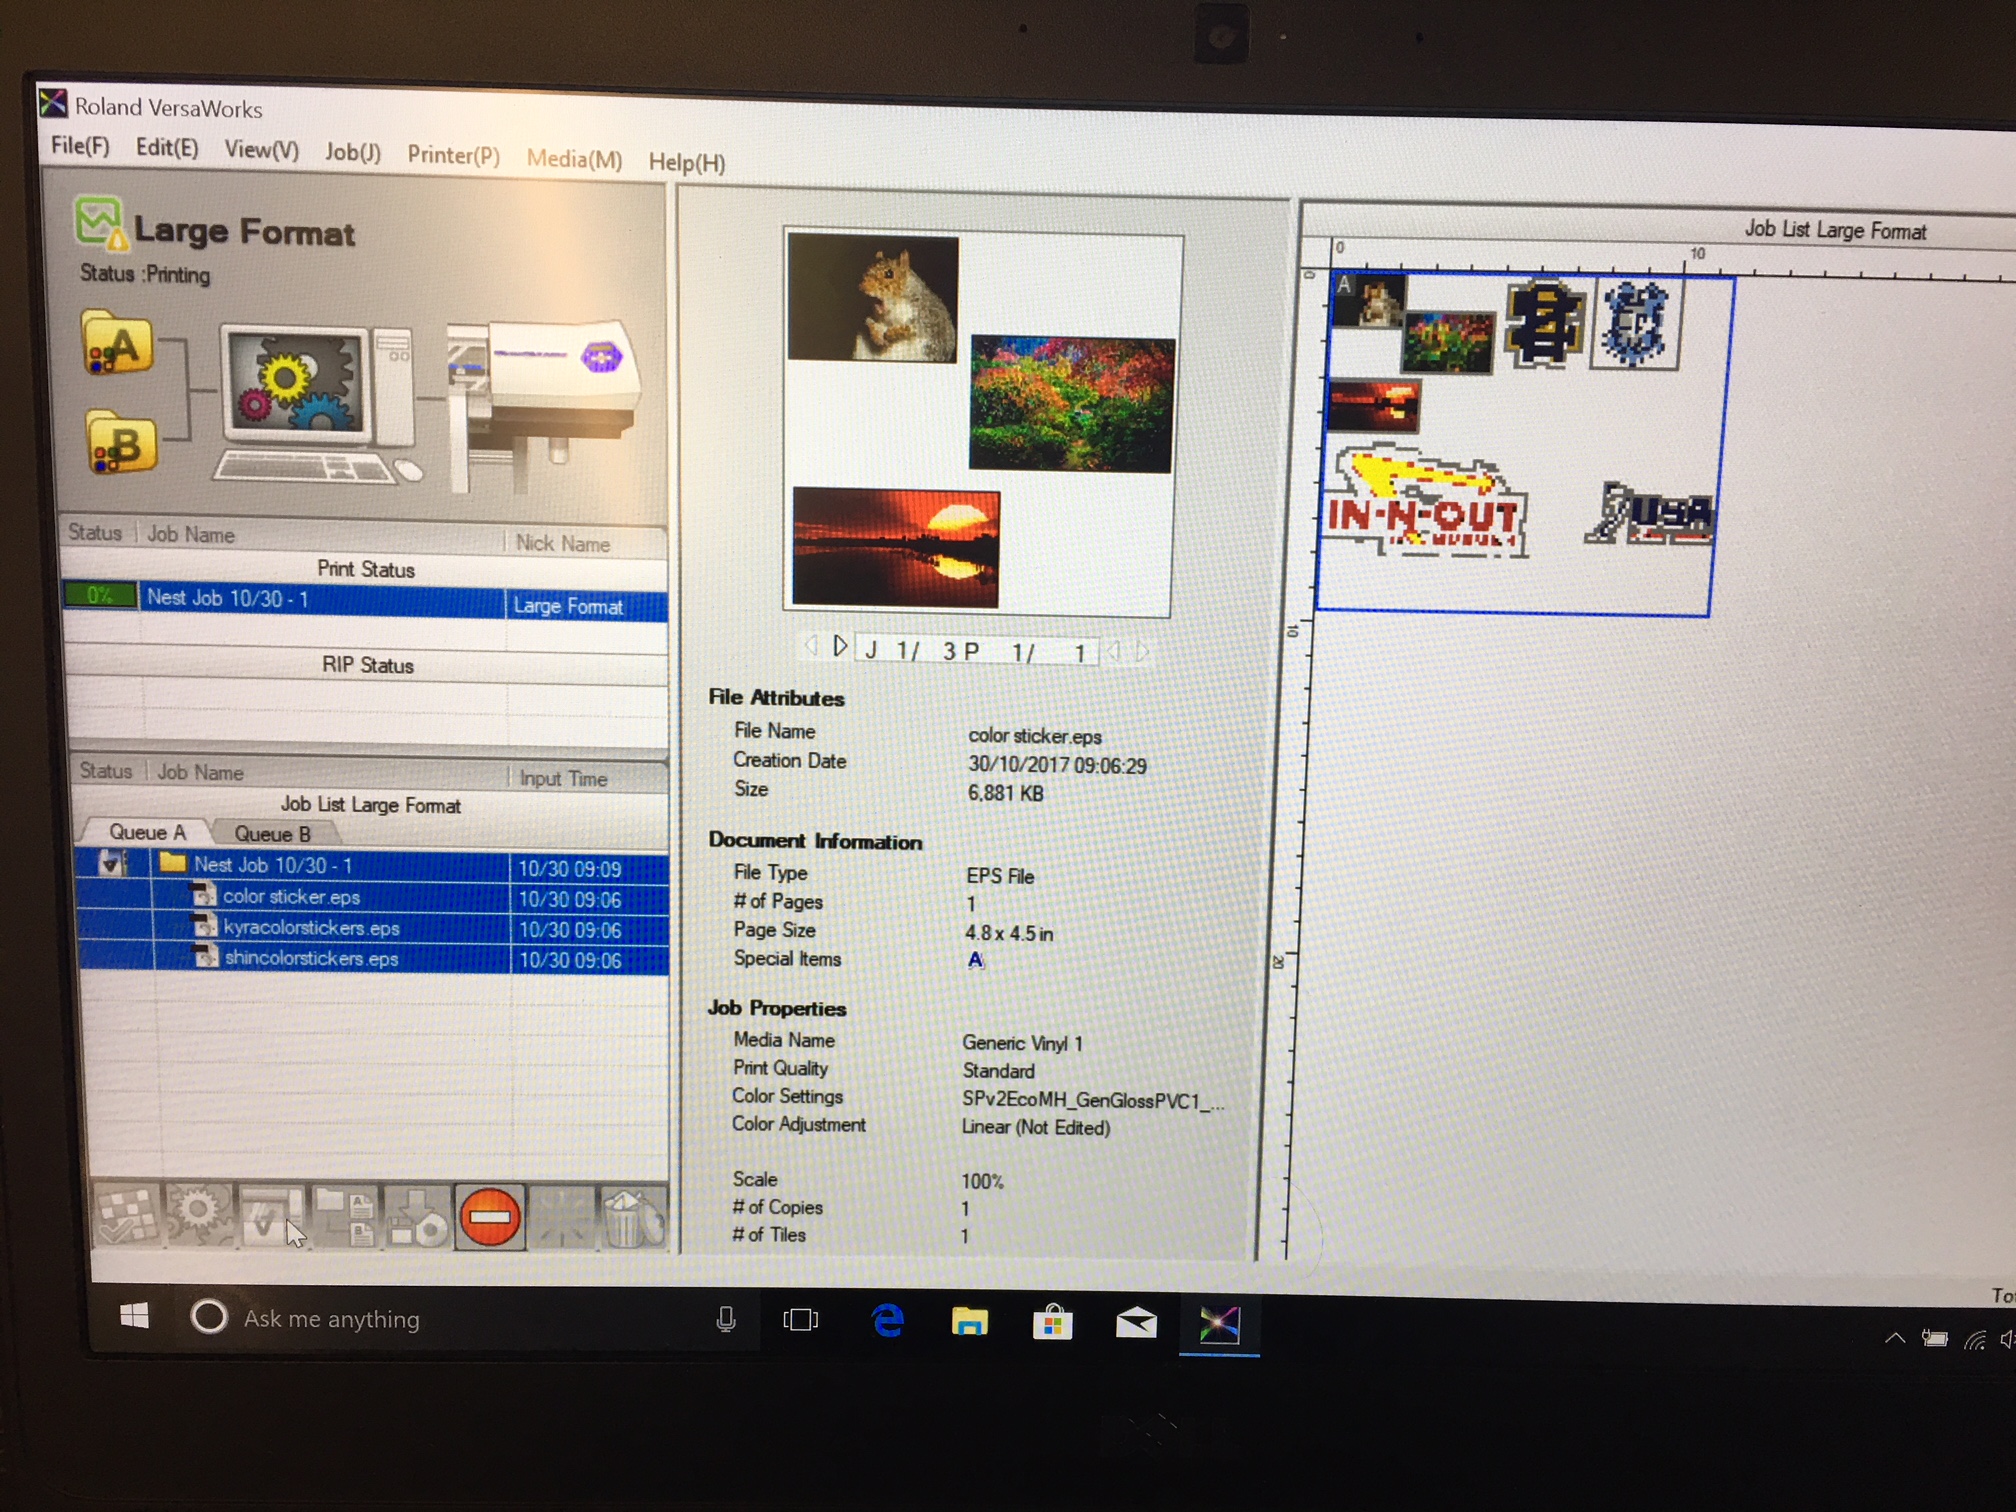 Roland VersaWorks
File(F) Edit(E) View(V) Job(J) Printer(P) Media(M) Help(H)
Large Format
Status :Printing
A
B
Status Job Name Nick Name
Print Status
0% Nest Job 10/30 - 1 Large Format
RIP Status
Status Job Name Input Time
Job List Large Format
Queue A Queue B
Nest Job 10/30 - 1 10/30 09:09
color sticker.eps 10/30 09:06
kyracolorstickers.eps 10/30 09:06
shincolorstickers.eps 10/30 09:06
A
B
J 1/ 3 P 1/ 1
File Attributes
File Name color sticker.eps
Creation Date 30/10/2017 09:06:29
Size 6,881 KB
Document Information
File Type EPS File
# of Pages 1
Page Size 4.8 x 4.5 in
Special Items A
Job Properties
Media Name Generic Vinyl 1
Print Quality Standard
Color Settings SPv2EcoMH_GenGlossPVC1_...
Color Adjustment Linear (Not Edited)
Scale 100%
# of Copies 1
# of Tiles 1
Job List Large Format
0 10
0
A
IN-N-OUT
USA
10
20
Ask me anything